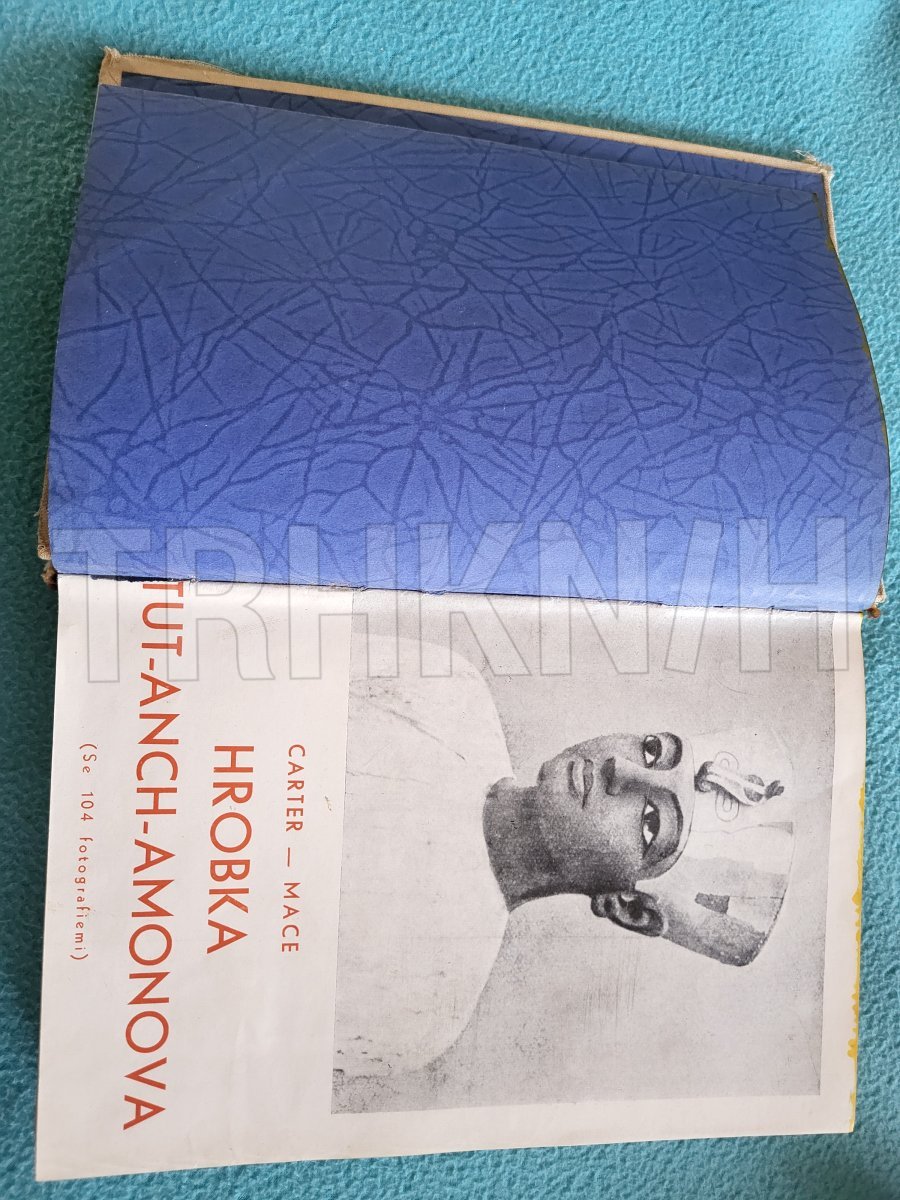 CARTER — MACE
HROBKA
TUT-ANCH-AMONOVA
(Se 104 fotografiemi)
TRHKNIH